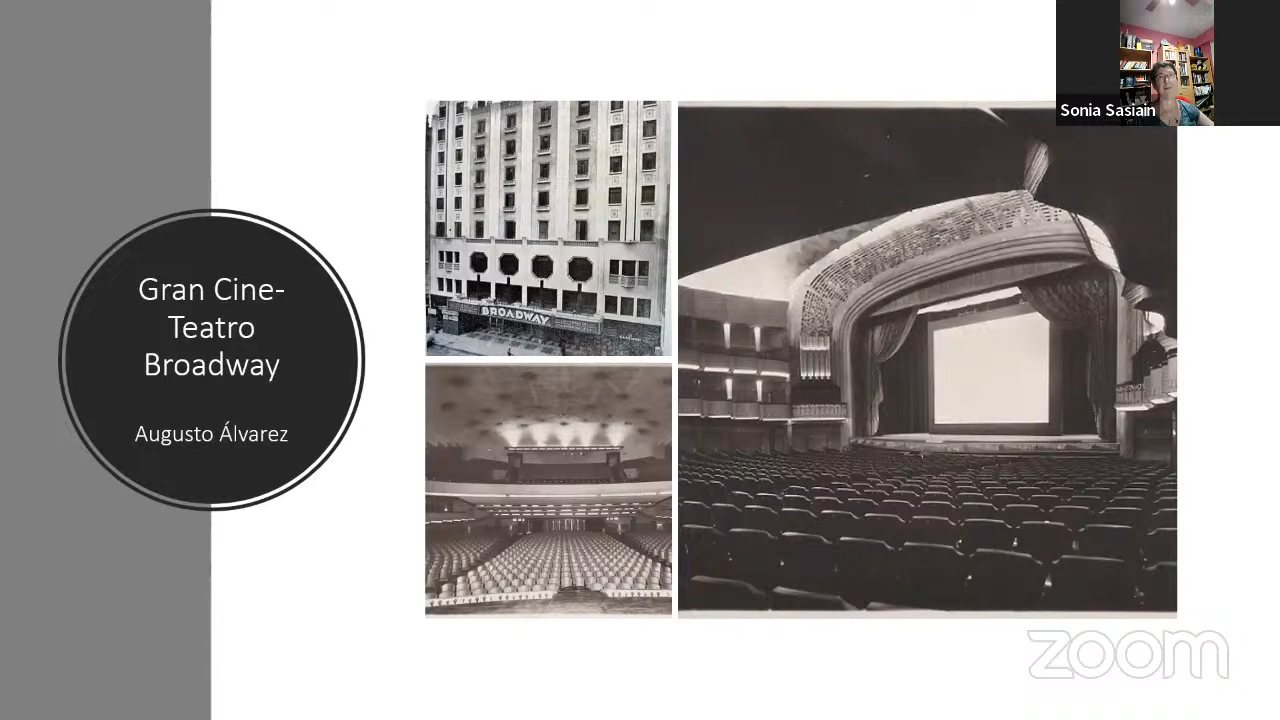 Sonia Sasiain
Gran Cine-
Teatro
Broadway
Augusto Álvarez
BROADWAY
zoom